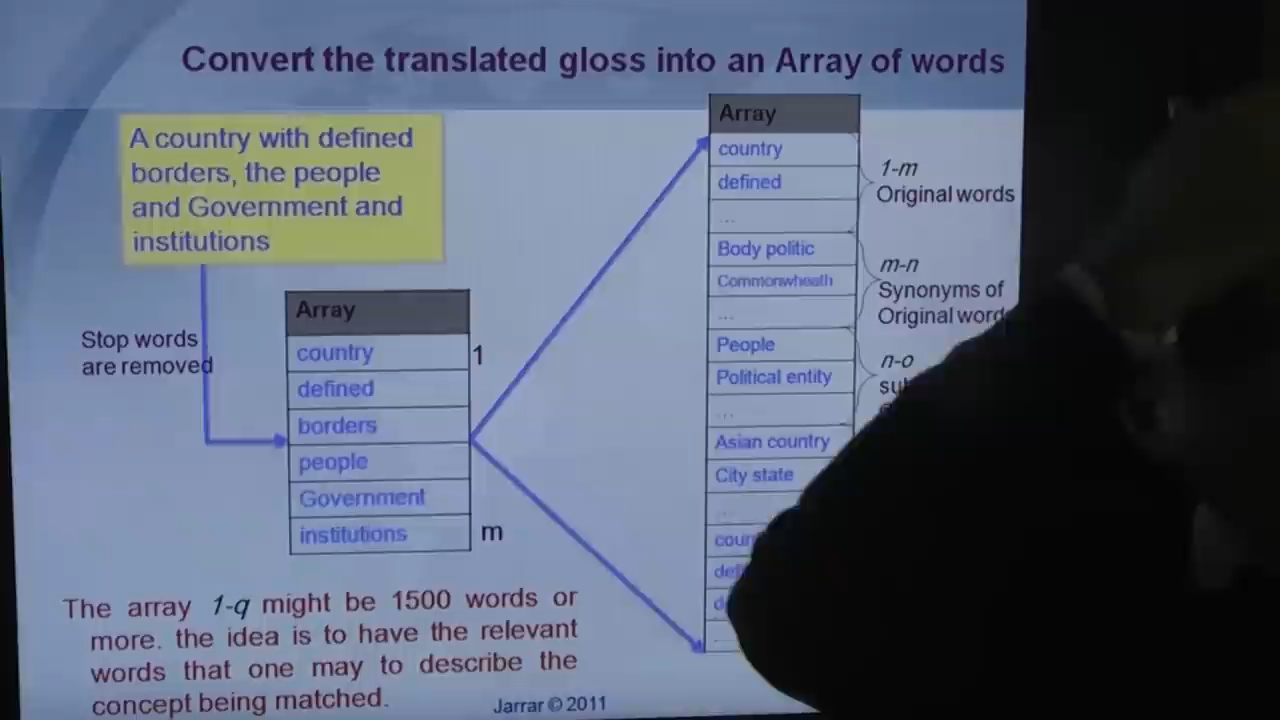 Convert the translated gloss into an Array of words
A country with defined
borders, the people
and Government and
institutions
Stop words
are removed
Array
country
defined
borders
people
Government
institutions
1
m
Array
country
defined
...
Body politic
Commonwheath
...
People
Political entity
...
Asian country
City state
...
1-m
Original words
m-n
Synonyms of
Original word
n-o
The array 1-q might be 1500 words or
more. the idea is to have the relevant
words that one may to describe the
concept being matched.
Jarrar © 2011